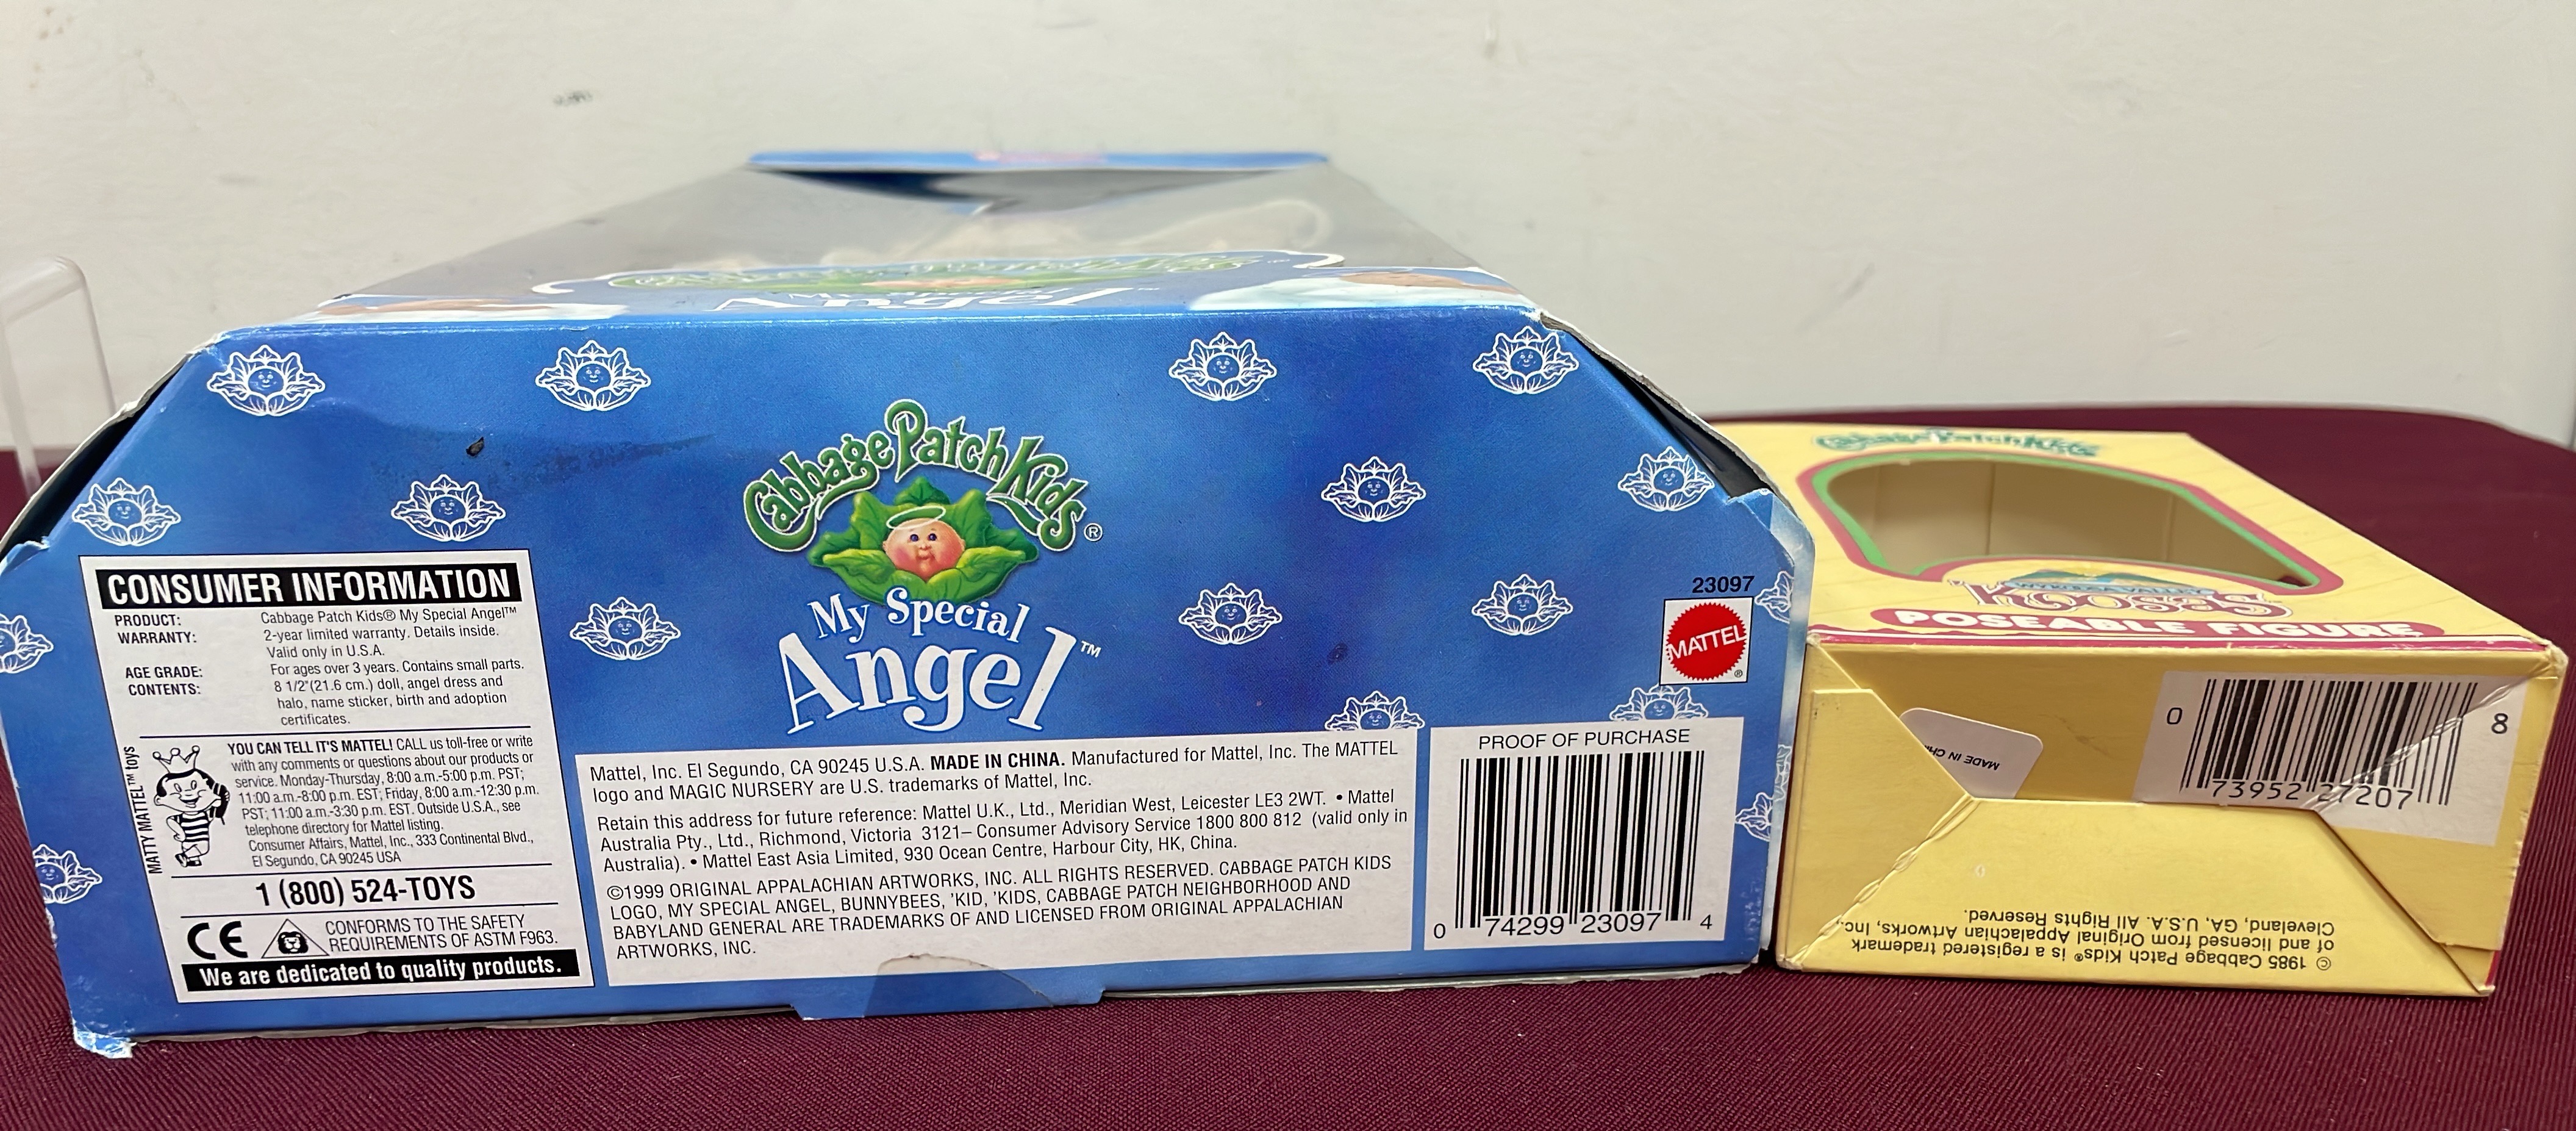 Cabbage Patch Kids®
My Special
Angel™
23097
MATTEL®
CONSUMER INFORMATION
PRODUCT: Cabbage Patch Kids® My Special Angel™
WARRANTY: 2-year limited warranty. Details inside.
Valid only in U.S.A.
AGE GRADE: For ages over 3 years. Contains small parts.
CONTENTS: 8 1/2"(21.6 cm.) doll, angel dress and
halo, name sticker, birth and adoption
certificates.
MATTY MATTEL™ toys
YOU CAN TELL IT'S MATTEL! CALL us toll-free or write
with any comments or questions about our products or
service. Monday-Thursday, 8:00 a.m.-5:00 p.m. PST;
11:00 a.m.-8:00 p.m. EST; Friday, 8:00 a.m.-12:30 p.m.
PST; 11:00 a.m.-3:30 p.m. EST. Outside U.S.A., see
telephone directory for Mattel listing.
Consumer Affairs, Mattel, Inc., 333 Continental Blvd.,
El Segundo, CA 90245 USA
1 (800) 524-TOYS
CE
CONFORMS TO THE SAFETY
REQUIREMENTS OF ASTM F963.
We are dedicated to quality products.
Mattel, Inc. El Segundo, CA 90245 U.S.A. MADE IN CHINA. Manufactured for Mattel, Inc. The MATTEL
logo and MAGIC NURSERY are U.S. trademarks of Mattel, Inc.
Retain this address for future reference: Mattel U.K., Ltd., Meridian West, Leicester LE3 2WT. • Mattel
Australia Pty., Ltd., Richmond, Victoria 3121– Consumer Advisory Service 1800 800 812 (valid only in
Australia). • Mattel East Asia Limited, 930 Ocean Centre, Harbour City, HK, China.
©1999 ORIGINAL APPALACHIAN ARTWORKS, INC. ALL RIGHTS RESERVED. CABBAGE PATCH KIDS
LOGO, MY SPECIAL ANGEL, BUNNYBEES, 'KID, 'KIDS, CABBAGE PATCH NEIGHBORHOOD AND
BABYLAND GENERAL ARE TRADEMARKS OF AND LICENSED FROM ORIGINAL APPALACHIAN
ARTWORKS, INC.
PROOF OF PURCHASE
0 74299 23097 4
My Special
Angel™
Cabbage Patch Kids
KOOSAS
POSEABLE FIGURE
0 73952 27207 8
MADE IN CHIN
© 1985 Cabbage Patch Kids® is a registered trademark
of and licensed from Original Appalachian Artworks, Inc.,
Cleveland, GA, U.S.A. All Rights Reserved.